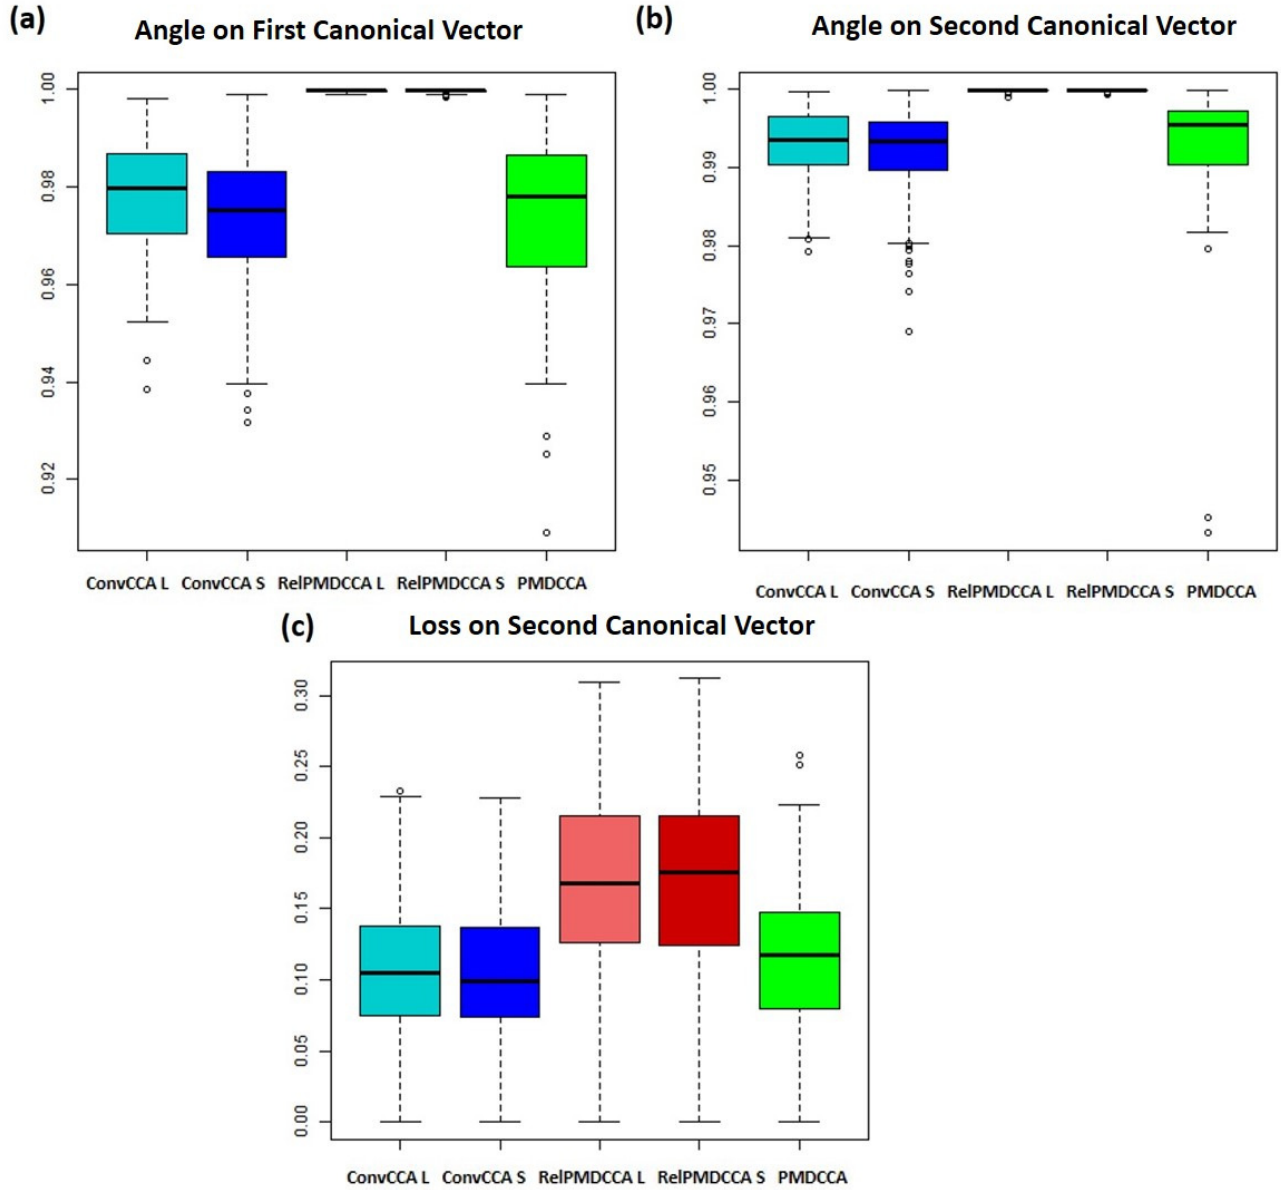 (a)
Angle on First Canonical Vector
1.00
0.98
0.96
0.94
0.92
ConvCCA L ConvCCA S RelPMDCCA L RelPMDCCA S PMDCCA
(b)
Angle on Second Canonical Vector
1.00
0.99
0.98
0.97
0.96
0.95
ConvCCA L ConvCCA S RelPMDCCA L RelPMDCCA S PMDCCA
(c)
Loss on Second Canonical Vector
0.30
0.25
0.20
0.15
0.10
0.05
0.00
ConvCCA L ConvCCA S RelPMDCCA L RelPMDCCA S PMDCCA